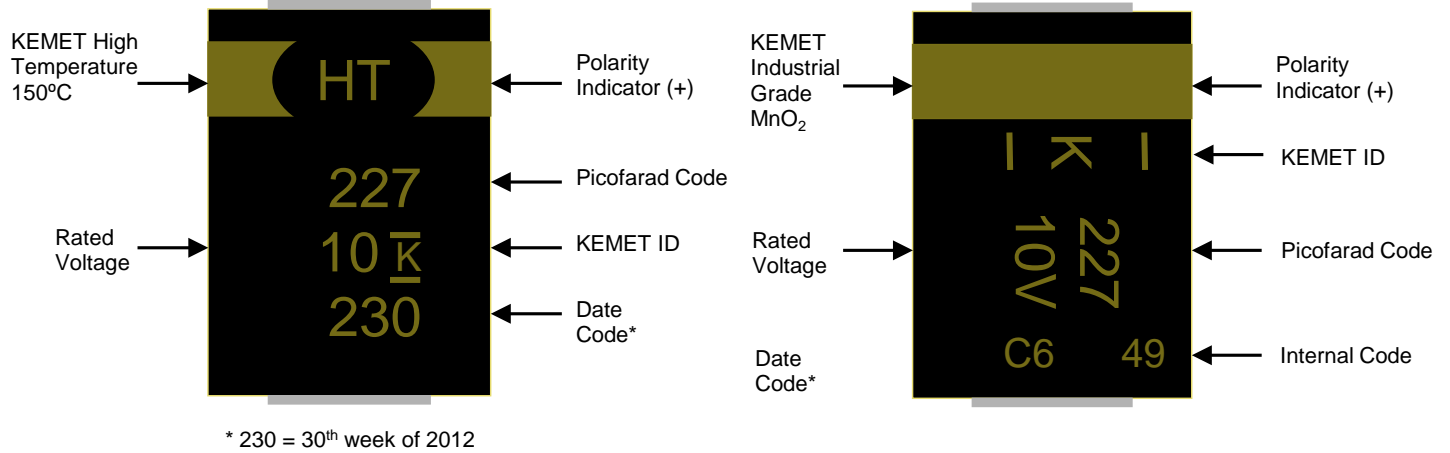 KEMET High
Temperature
150ºC
HT
Polarity
Indicator (+)
227
Picofarad Code
Rated
Voltage
10 K
KEMET ID
230
Date
Code*
* 230 = 30th week of 2012
KEMET
Industrial
Grade
MnO2
Polarity
Indicator (+)
K
KEMET ID
Rated
Voltage
227
10V
Picofarad Code
Date
Code*
C6 49
Internal Code